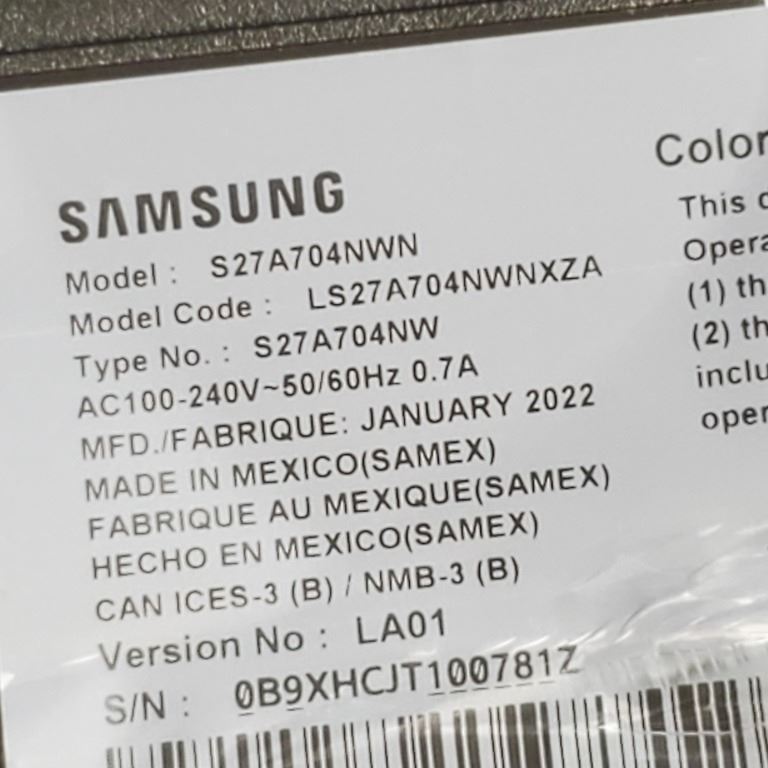 SAMSUNG
Model : S27A704NWN
Model Code : LS27A704NWNXZA
Type No. : S27A704NW
AC100-240V~50/60Hz 0.7A
MFD./FABRIQUE: JANUARY 2022
MADE IN MEXICO(SAMEX)
FABRIQUE AU MEXIQUE(SAMEX)
HECHO EN MEXICO(SAMEX)
CAN ICES-3 (B) / NMB-3 (B)
Version No : LA01
S/N : 0B9XHCJT100781Z
Color
This
Opera
(1) th
(2) th
inclu
oper